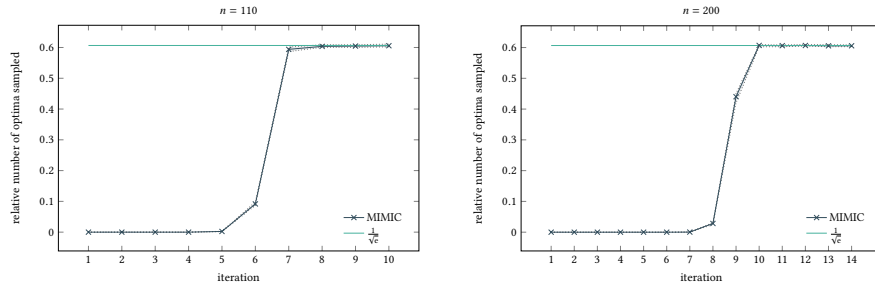 n = 110
relative number of optima sampled
0.6
0.5
0.4
0.3
0.2
0.1
0
MIMIC
1/√e
1 2 3 4 5 6 7 8 9 10
iteration
n = 200
relative number of optima sampled
0.6
0.5
0.4
0.3
0.2
0.1
0
MIMIC
1/√e
1 2 3 4 5 6 7 8 9 10 11 12 13 14
iteration